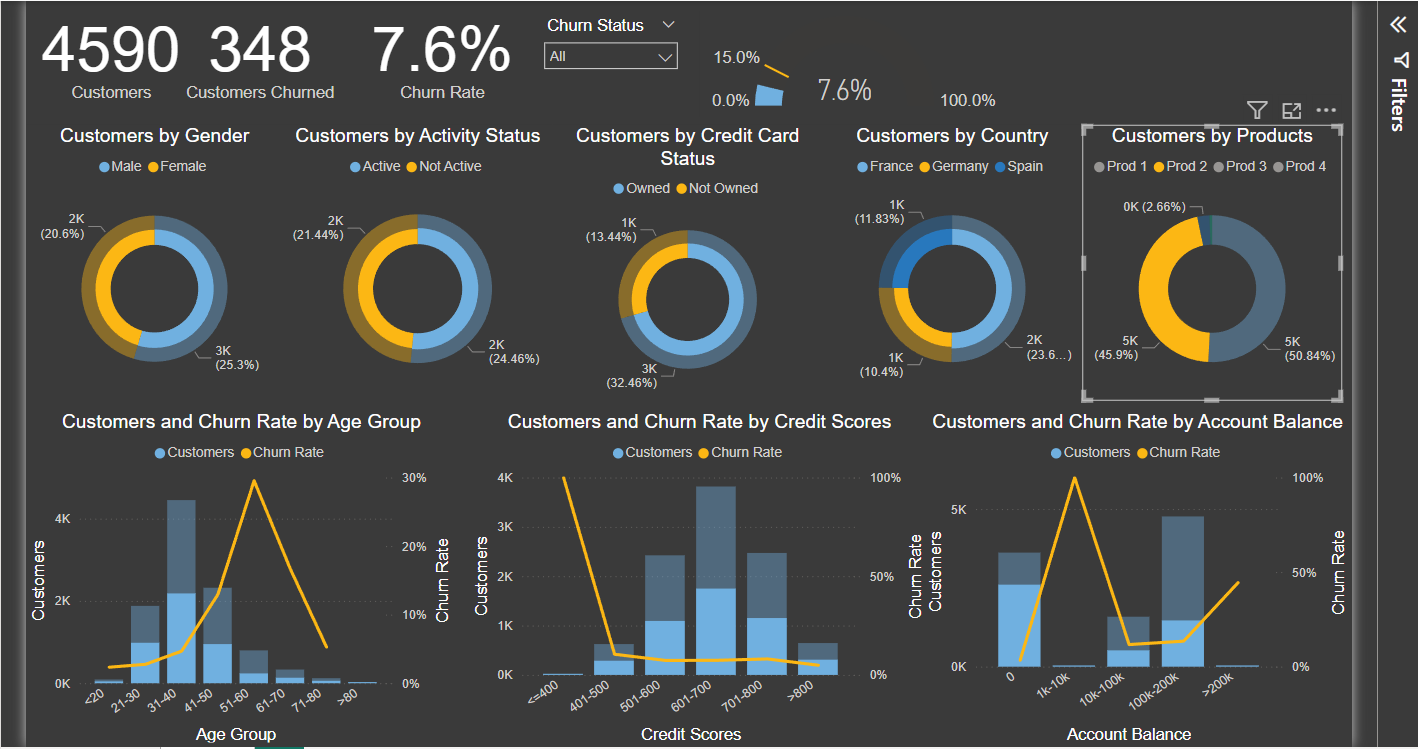 4590
Customers
348
Customers Churned
7.6%
Churn Rate
Churn Status
All
15.0%
0.0%
7.6%
100.0%
Filters
Customers by Gender
Male Female
2K
(20.6%)
3K
(25.3%)
Customers by Activity Status
Active Not Active
2K
(21.44%)
2K
(24.46%)
Customers by Credit Card
Status
Owned Not Owned
1K
(13.44%)
3K
(32.46%)
Customers by Country
France Germany Spain
1K
(11.83%)
1K
(10.4%)
2K
(23.6...)
Customers by Products
Prod 1 Prod 2 Prod 3 Prod 4
0K (2.66%)
5K
(45.9%)
5K
(50.84%)
Customers and Churn Rate by Age Group
Customers Churn Rate
Customers
4K
2K
0K
30%
20%
10%
0%
Churn Rate
<20 21-30 31-40 41-50 51-60 61-70 71-80 >80
Age Group
Customers and Churn Rate by Credit Scores
Customers Churn Rate
Customers
4K
3K
2K
1K
0K
100%
50%
0%
Churn Rate
<=400 401-500 501-600 601-700 701-800 >800
Credit Scores
Customers and Churn Rate by Account Balance
Customers Churn Rate
Customers
5K
0K
100%
50%
0%
Churn Rate
0 1k-10k 10k-100k 100k-200k >200k
Account Balance